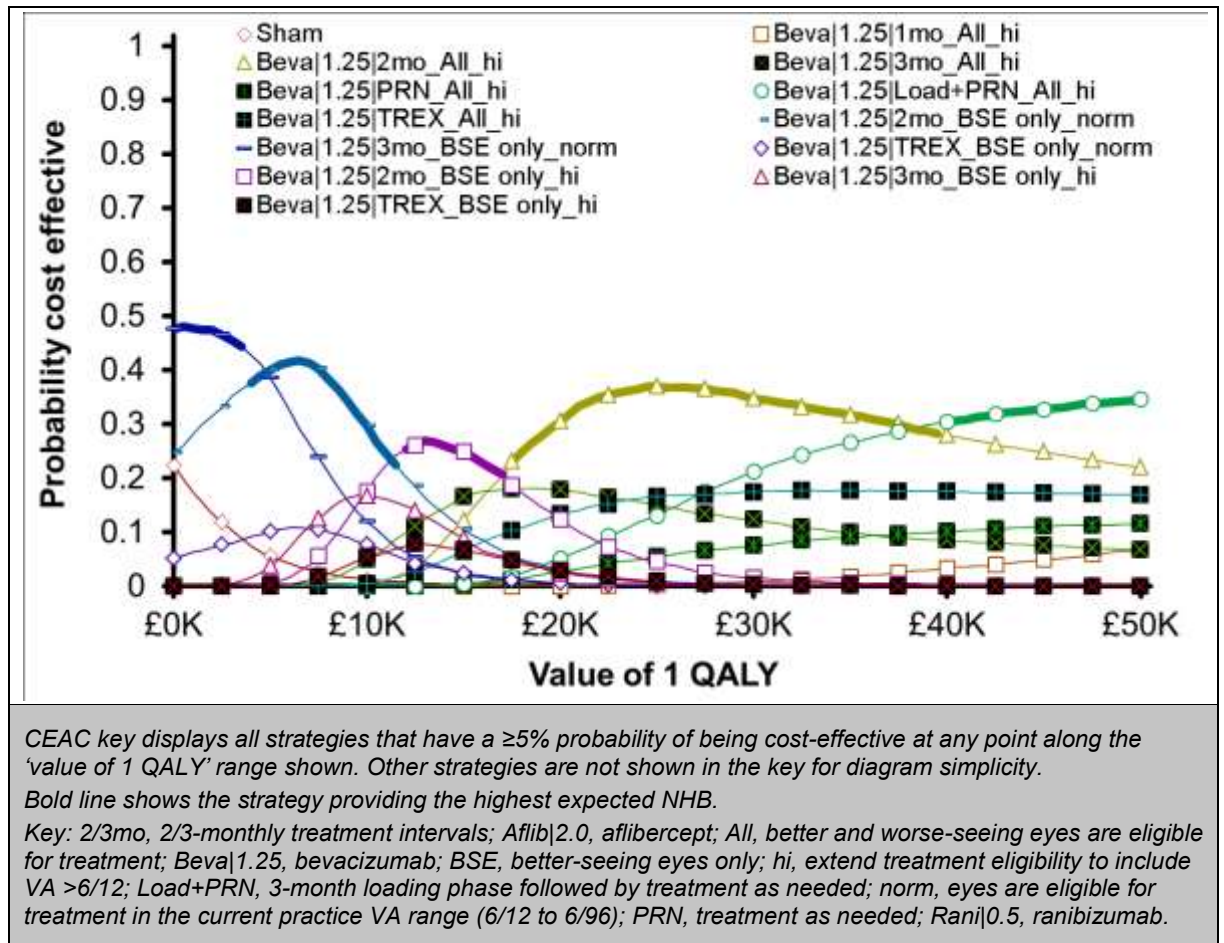 Sham
Beva|1.25|1mo_All_hi
Beva|1.25|2mo_All_hi
Beva|1.25|3mo_All_hi
Beva|1.25|PRN_All_hi
Beva|1.25|Load+PRN_All_hi
Beva|1.25|TREX_All_hi
Beva|1.25|2mo_BSE only_norm
Beva|1.25|3mo_BSE only_norm
Beva|1.25|TREX_BSE only_norm
Beva|1.25|2mo_BSE only_hi
Beva|1.25|3mo_BSE only_hi
Beva|1.25|TREX_BSE only_hi
Probability cost effective
1
0.9
0.8
0.7
0.6
0.5
0.4
0.3
0.2
0.1
0
£0K £10K £20K £30K £40K £50K
Value of 1 QALY
CEAC key displays all strategies that have a ≥5% probability of being cost-effective at any point along the
‘value of 1 QALY’ range shown. Other strategies are not shown in the key for diagram simplicity.
Bold line shows the strategy providing the highest expected NHB.
Key: 2/3mo, 2/3-monthly treatment intervals; Aflib|2.0, aflibercept; All, better and worse-seeing eyes are eligible
for treatment; Beva|1.25, bevacizumab; BSE, better-seeing eyes only; hi, extend treatment eligibility to include
VA >6/12; Load+PRN, 3-month loading phase followed by treatment as needed; norm, eyes are eligible for
treatment in the current practice VA range (6/12 to 6/96); PRN, treatment as needed; Rani|0.5, ranibizumab.